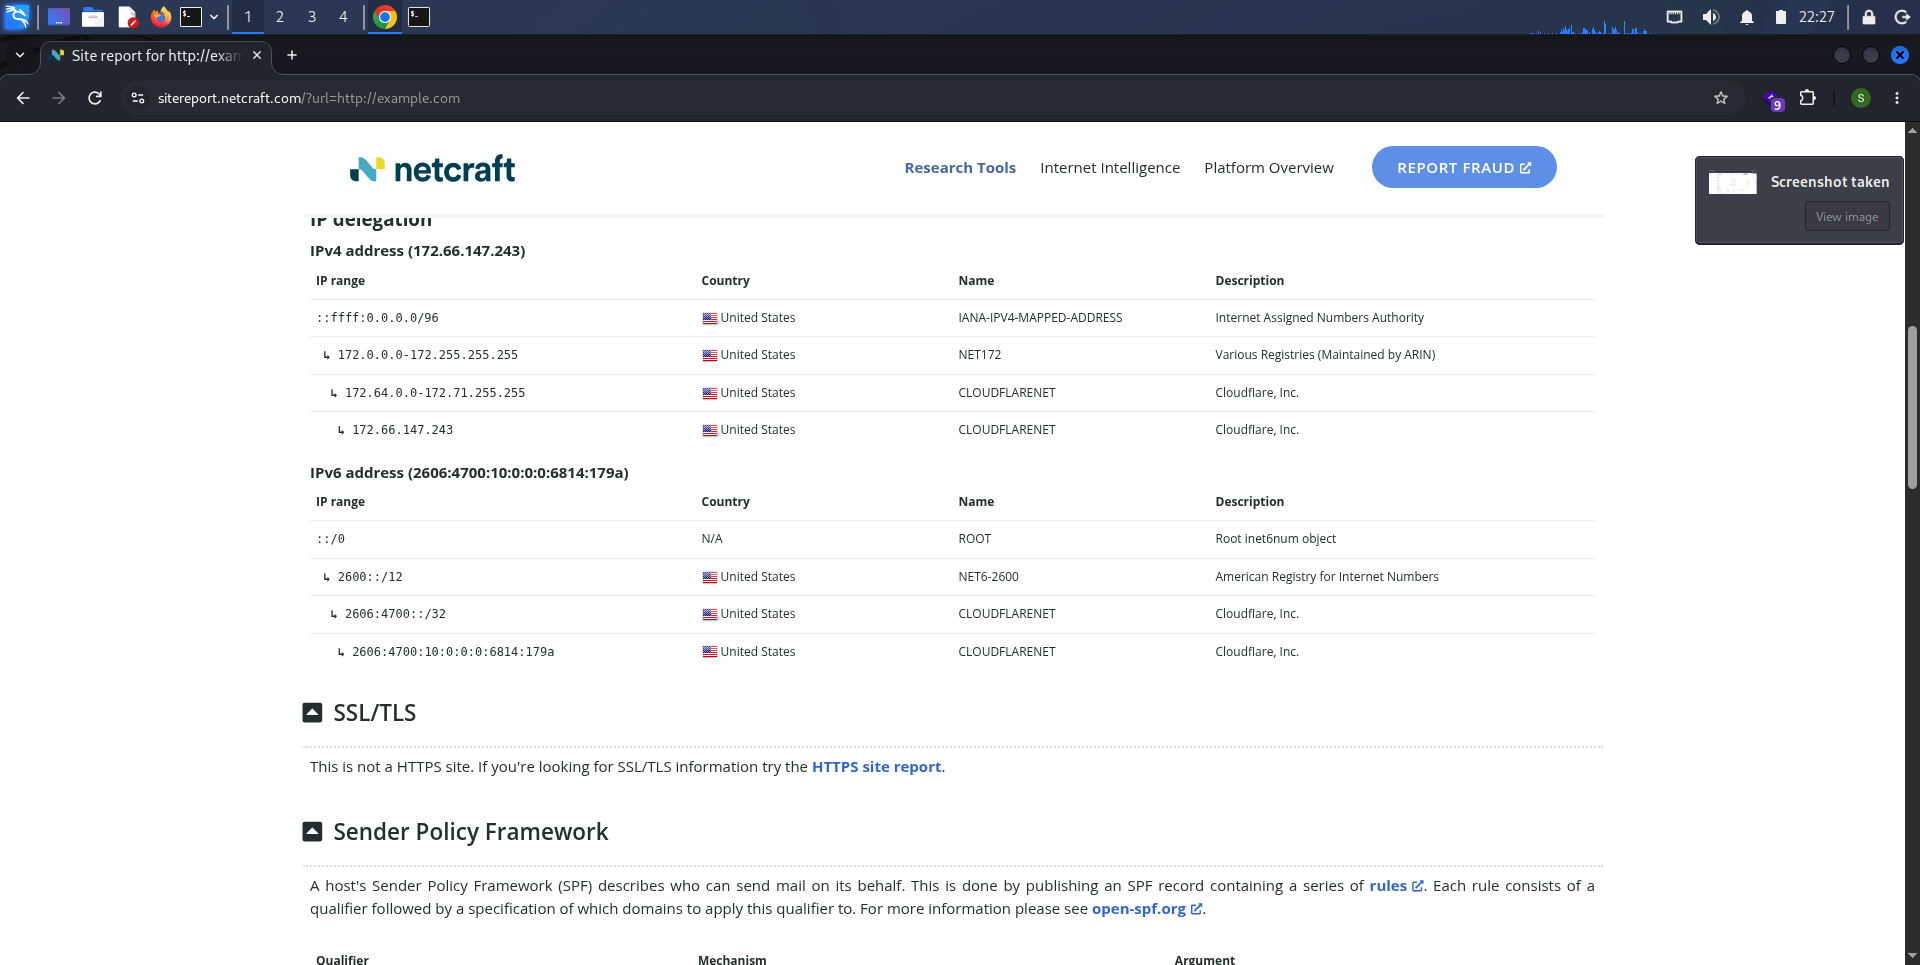 1 2 3 4 22:27
Site report for http://exam
sitereport.netcraft.com/?url=http://example.com
9 S
netcraft Research Tools Internet Intelligence Platform Overview REPORT FRAUD
Screenshot taken
View image
IP delegation
IPv4 address (172.66.147.243)
IP range Country Name Description
::ffff:0.0.0.0/96 United States IANA-IPV4-MAPPED-ADDRESS Internet Assigned Numbers Authority
↳ 172.0.0.0-172.255.255.255 United States NET172 Various Registries (Maintained by ARIN)
↳ 172.64.0.0-172.71.255.255 United States CLOUDFLARENET Cloudflare, Inc.
↳ 172.66.147.243 United States CLOUDFLARENET Cloudflare, Inc.
IPv6 address (2606:4700:10:0:0:0:6814:179a)
IP range Country Name Description
::/0 N/A ROOT Root inet6num object
↳ 2600::/12 United States NET6-2600 American Registry for Internet Numbers
↳ 2606:4700::/32 United States CLOUDFLARENET Cloudflare, Inc.
↳ 2606:4700:10:0:0:0:6814:179a United States CLOUDFLARENET Cloudflare, Inc.
SSL/TLS
This is not a HTTPS site. If you're looking for SSL/TLS information try the HTTPS site report.
Sender Policy Framework
A host's Sender Policy Framework (SPF) describes who can send mail on its behalf. This is done by publishing an SPF record containing a series of rules. Each rule consists of a
qualifier followed by a specification of which domains to apply this qualifier to. For more information please see open-spf.org.
Qualifier Mechanism Argument